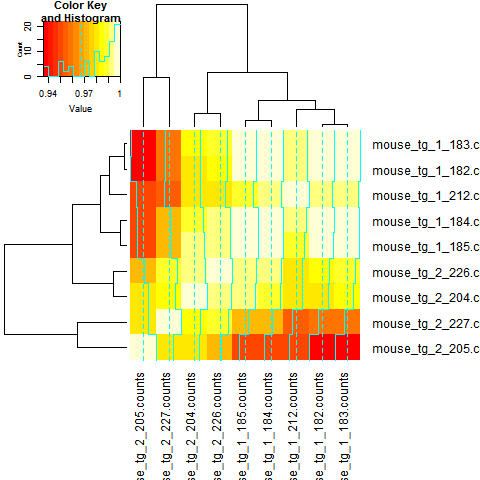 Color Key
and Histogram
Count
0 10 20
0.94 0.97 1
Value
mouse_tg_1_183.c
mouse_tg_1_182.c
mouse_tg_1_212.c
mouse_tg_1_184.c
mouse_tg_1_185.c
mouse_tg_2_226.c
mouse_tg_2_204.c
mouse_tg_2_227.c
mouse_tg_2_205.c
se_tg_2_205.counts
se_tg_2_227.counts
se_tg_2_204.counts
se_tg_2_226.counts
se_tg_1_185.counts
se_tg_1_184.counts
se_tg_1_212.counts
se_tg_1_182.counts
se_tg_1_183.counts